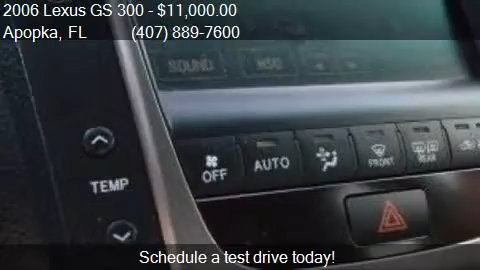 2006 Lexus GS 300 - $11,000.00
Apopka, FL (407) 889-7600
SOUND MSG
TEMP
OFF AUTO FRONT REAR
Schedule a test drive today!